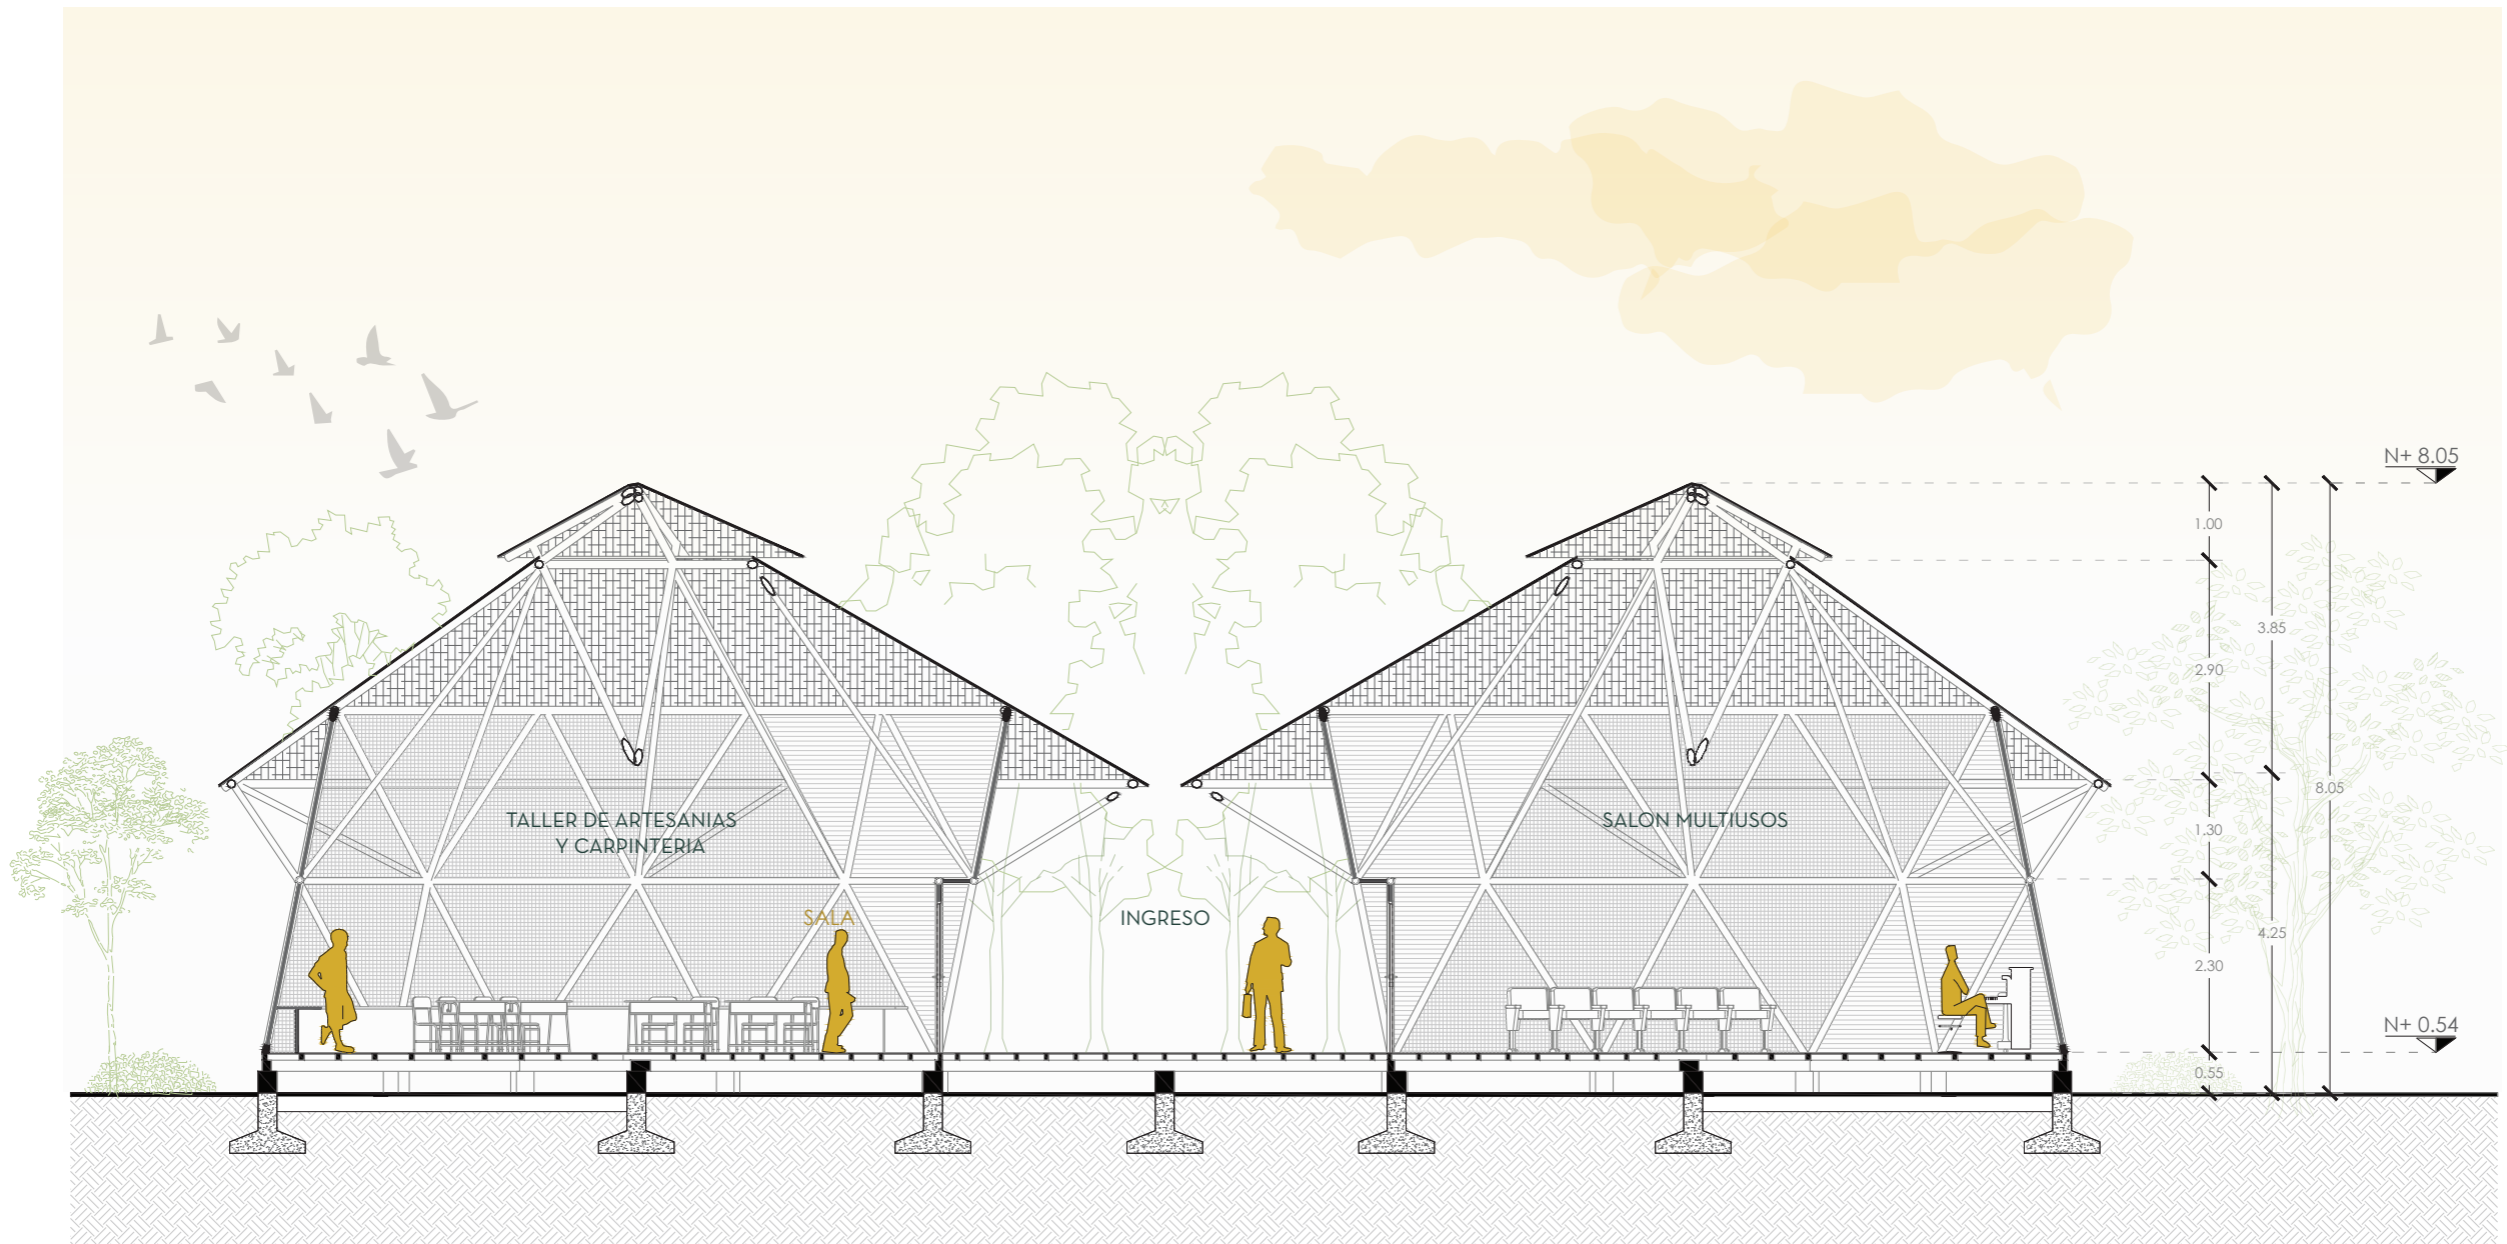 N+ 8.05
1.00
3.85
2.90
8.05
TALLER DE ARTESANIAS
Y CARPINTERIA
SALON MULTIUSOS
1.30
SALA
INGRESO
4.25
2.30
N+ 0.54
0.55